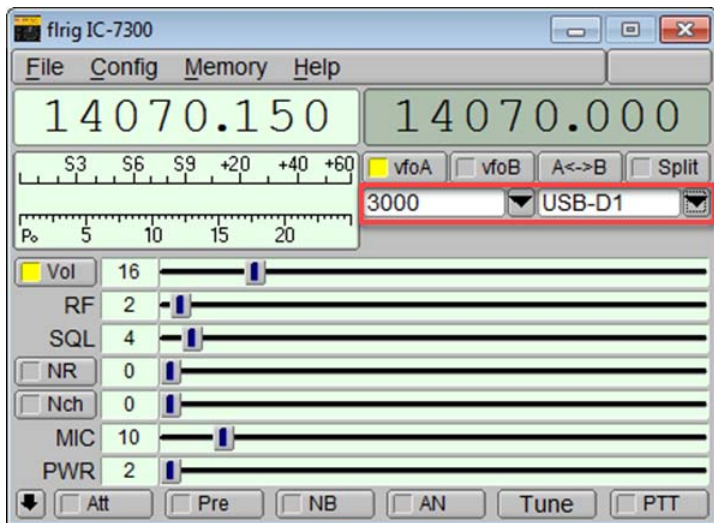 flrig IC-7300
File Config Memory Help
14070.150 14070.000
S3 S6 S9 +20 +40 +60
vfoA vfoB A<->B Split
3000 USB-D1
Po 5 10 15 20
Vol 16
RF 2
SQL 4
NR 0
Nch 0
MIC 10
PWR 2
Att Pre NB AN Tune PTT